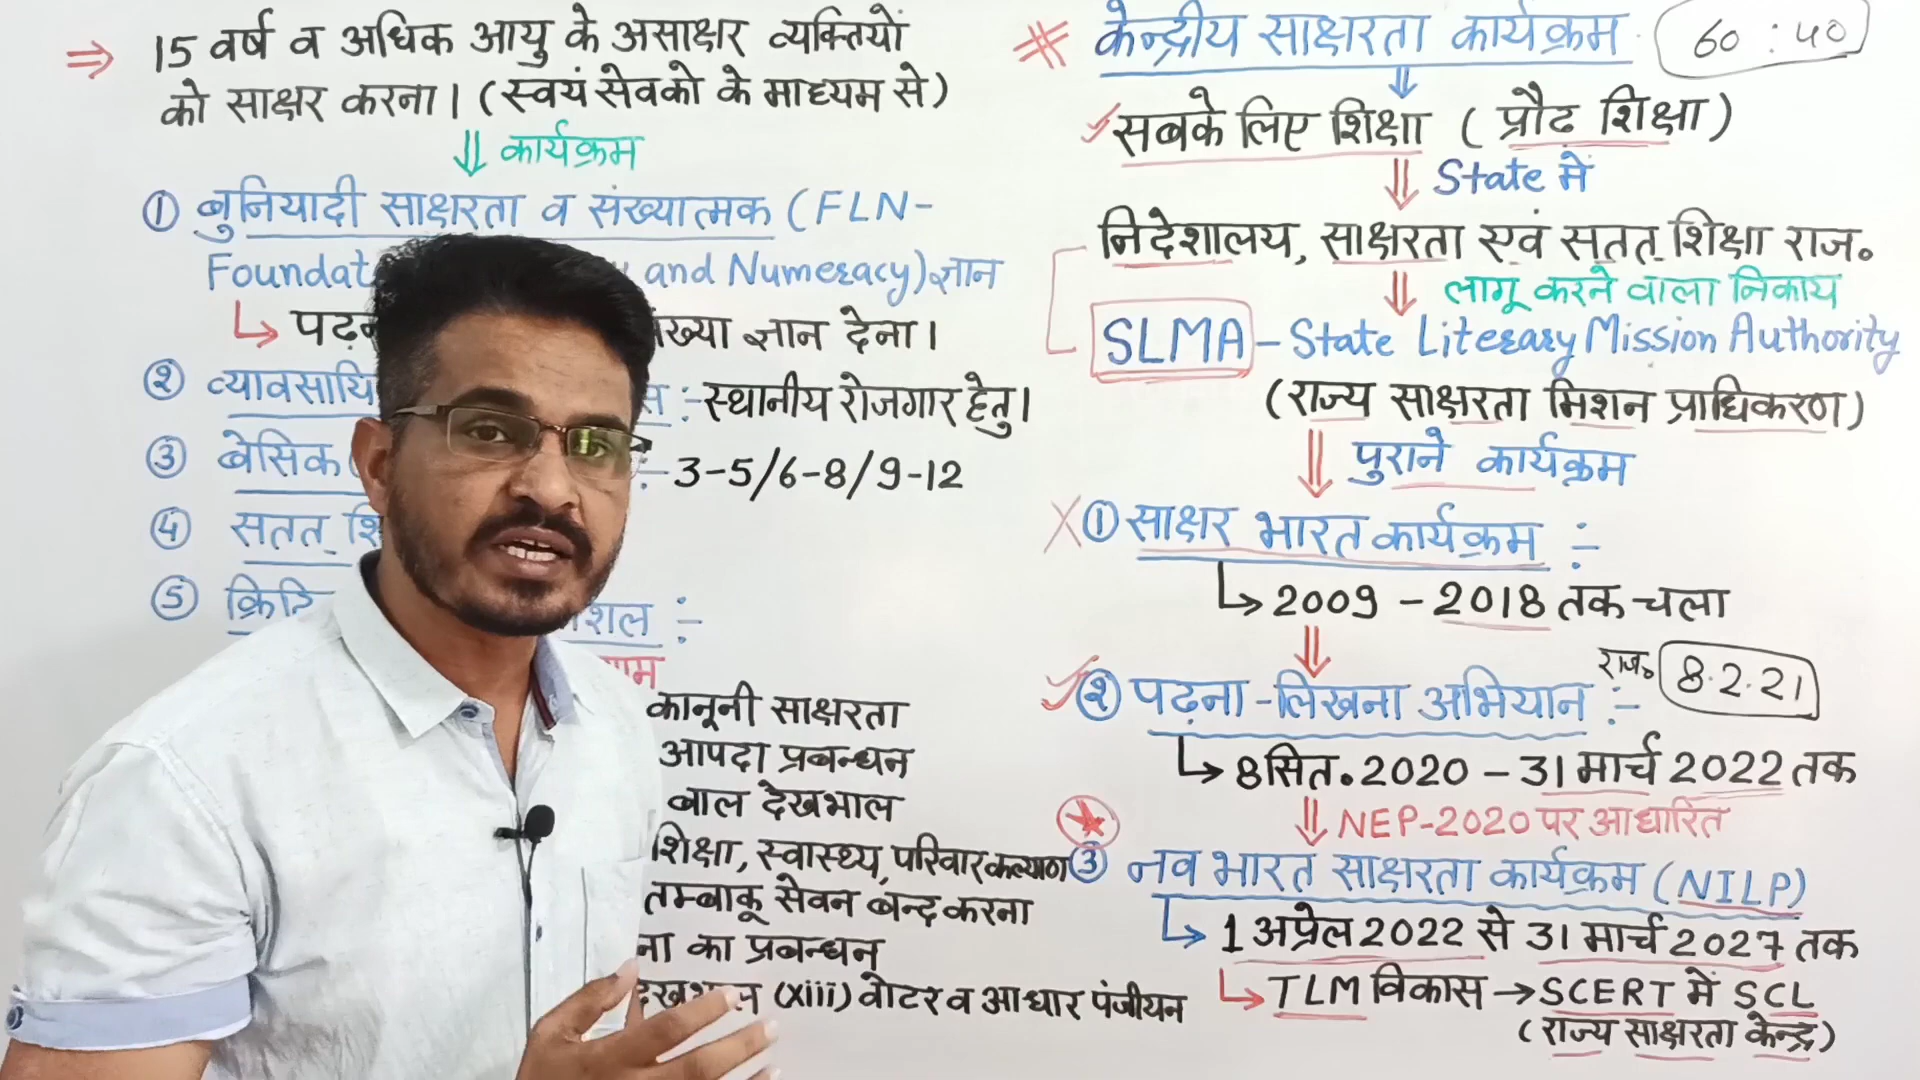 ⇒ 15 वर्ष व अधिक आयु के असाक्षर व्यक्तियों
को साक्षर करना। (स्वयंसेवको के माध्यम से)
⇓ कार्यक्रम
① बुनियादी साक्षरता व संख्यात्मक (FLN-
and Numeracy) ज्ञान
ज्ञान देना।
② :- स्थानीय रोजगार हेतु।
③ बेसिक :- 3-5/6-8/9-12
④ सतत
⑤ :-
कानूनी साक्षरता
आपदा प्रबन्धन
बाल देखभाल
शिक्षा, स्वास्थ्य, परिवार कल्याण
तम्बाकू सेवन बन्द करना
का प्रबन्धन
(xiii) वोटर व आधार पंजीयन
केन्द्रीय साक्षरता कार्यक्रम 60:40
सबके लिए शिक्षा (प्रौढ़ शिक्षा)
⇓ State में
निदेशालय, साक्षरता एवं सतत् शिक्षा राज॰
⇓ लागू करने वाला निकाय
SLMA - State Literary Mission Authority
(राज्य साक्षरता मिशन प्राधिकरण)
⇓ पुराने कार्यक्रम
① साक्षर भारत कार्यक्रम :-
↳ 2009 - 2018 तक चला
राज॰ 8.2.21
② पढ़ना-लिखना अभियान :-
↳ 8 सित॰ 2020 - 31 मार्च 2022 तक
⇓ NEP-2020 पर आधारित
③ नव भारत साक्षरता कार्यक्रम (NILP)
↳ 1 अप्रेल 2022 से 31 मार्च 2027 तक
↳ TLM विकास → SCERT में SCL
(राज्य साक्षरता केन्द्र)